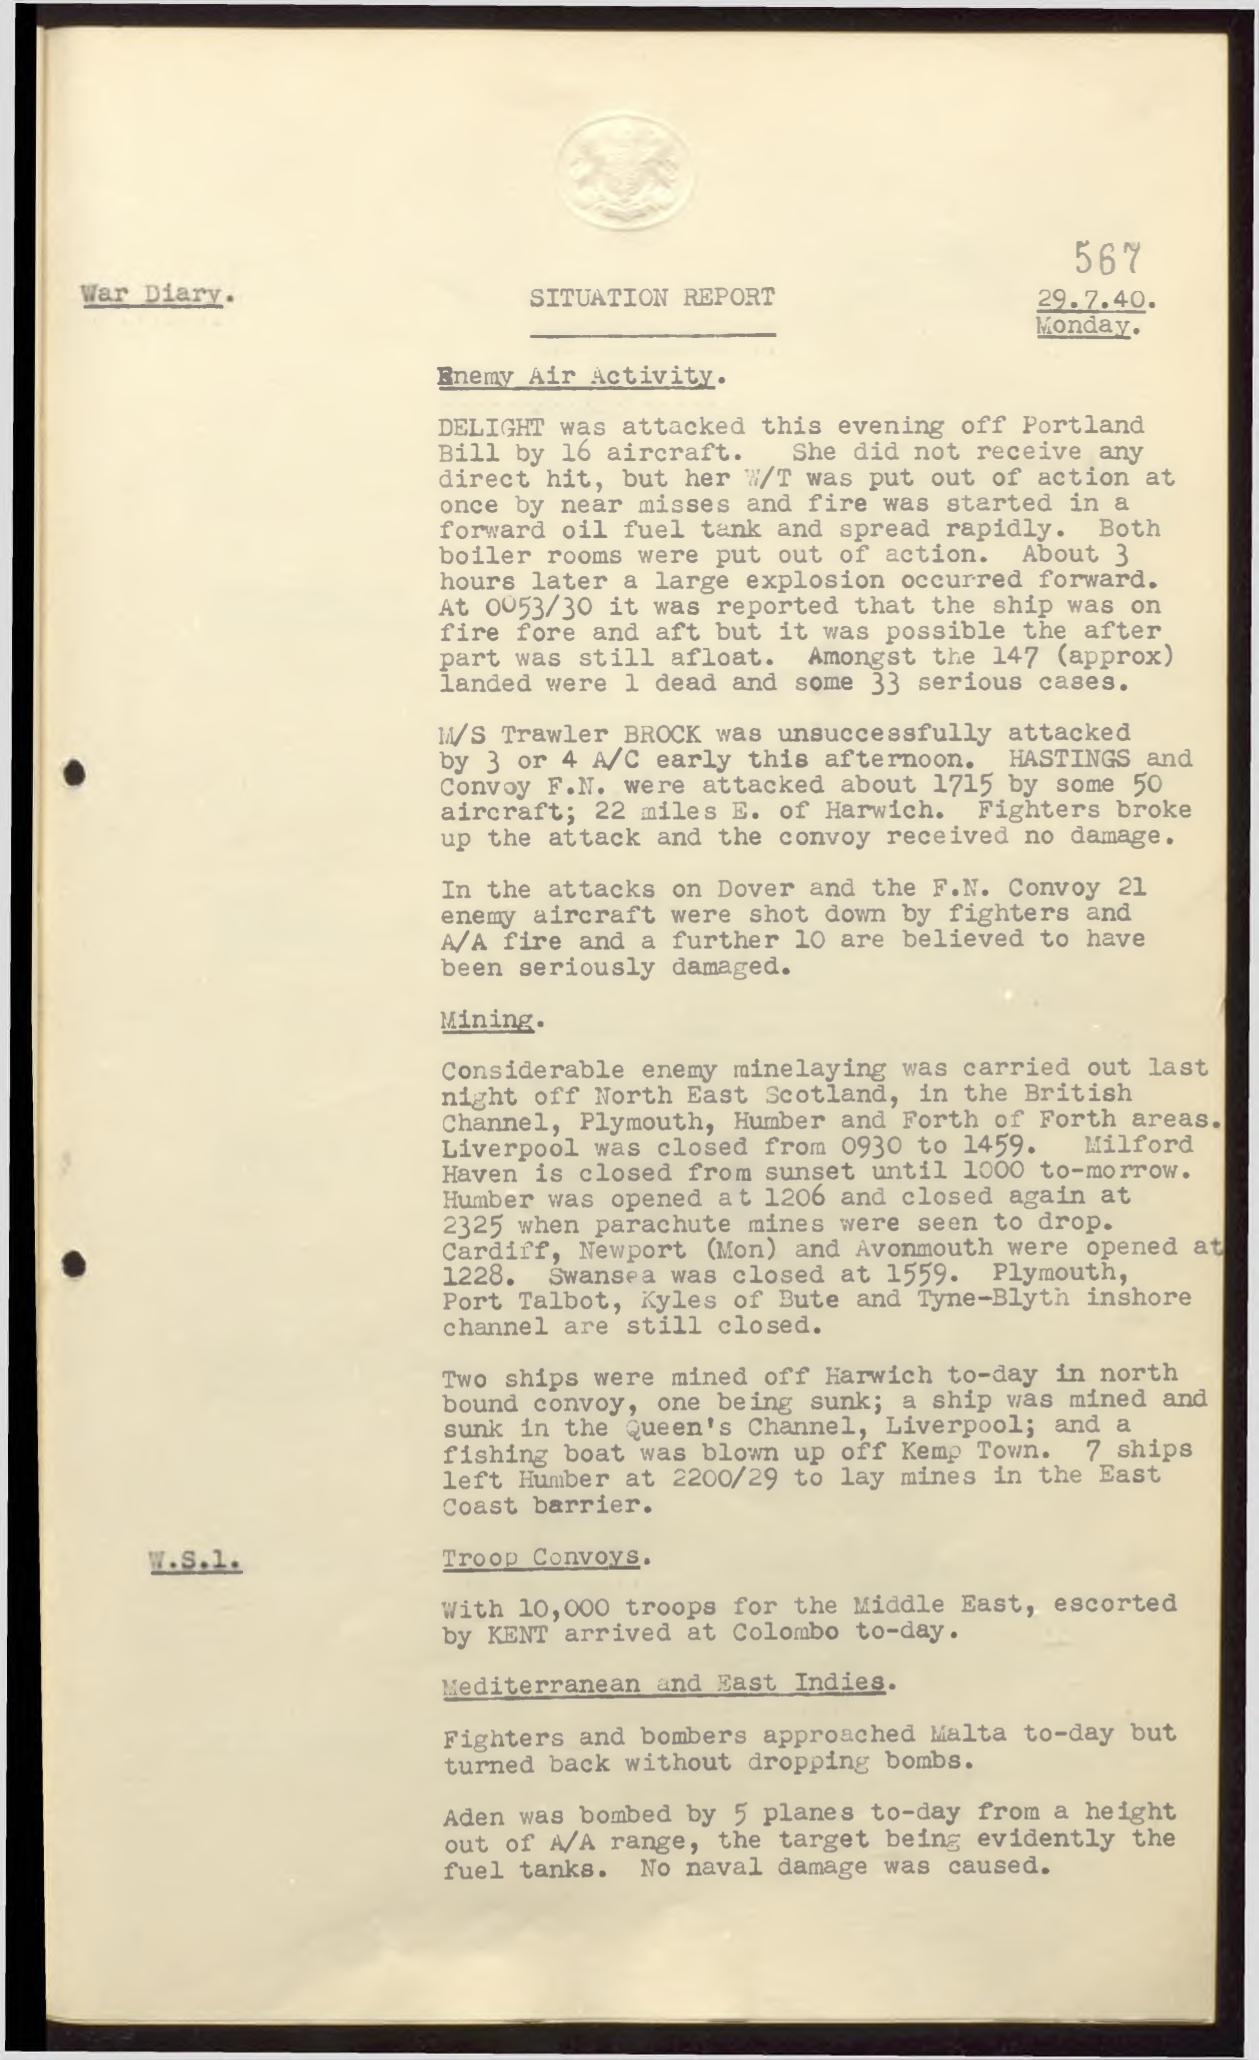 567
War Diary.
SITUATION REPORT
29.7.40.
Monday.
Enemy Air Activity.
DELIGHT was attacked this evening off Portland
Bill by 16 aircraft. She did not receive any
direct hit, but her W/T was put out of action at
once by near misses and fire was started in a
forward oil fuel tank and spread rapidly. Both
boiler rooms were put out of action. About 3
hours later a large explosion occurred forward.
At 0053/30 it was reported that the ship was on
fire fore and aft but it was possible the after
part was still afloat. Amongst the 147 (approx)
landed were 1 dead and some 33 serious cases.
M/S Trawler BROCK was unsuccessfully attacked
by 3 or 4 A/C early this afternoon. HASTINGS and
Convoy F.N. were attacked about 1715 by some 50
aircraft; 22 miles E. of Harwich. Fighters broke
up the attack and the convoy received no damage.
In the attacks on Dover and the F.N. Convoy 21
enemy aircraft were shot down by fighters and
A/A fire and a further 10 are believed to have
been seriously damaged.
Mining.
Considerable enemy minelaying was carried out last
night off North East Scotland, in the British
Channel, Plymouth, Humber and Forth of Forth areas.
Liverpool was closed from 0930 to 1459. Milford
Haven is closed from sunset until 1000 to-morrow.
Humber was opened at 1206 and closed again at
2325 when parachute mines were seen to drop.
Cardiff, Newport (Mon) and Avonmouth were opened at
1228. Swansea was closed at 1559. Plymouth,
Port Talbot, Kyles of Bute and Tyne-Blyth inshore
channel are still closed.
Two ships were mined off Harwich to-day in north
bound convoy, one being sunk; a ship was mined and
sunk in the Queen's Channel, Liverpool; and a
fishing boat was blown up off Kemp Town. 7 ships
left Humber at 2200/29 to lay mines in the East
Coast barrier.
W.S.1.
Troop Convoys.
With 10,000 troops for the Middle East, escorted
by KENT arrived at Colombo to-day.
Mediterranean and East Indies.
Fighters and bombers approached Malta to-day but
turned back without dropping bombs.
Aden was bombed by 5 planes to-day from a height
out of A/A range, the target being evidently the
fuel tanks. No naval damage was caused.